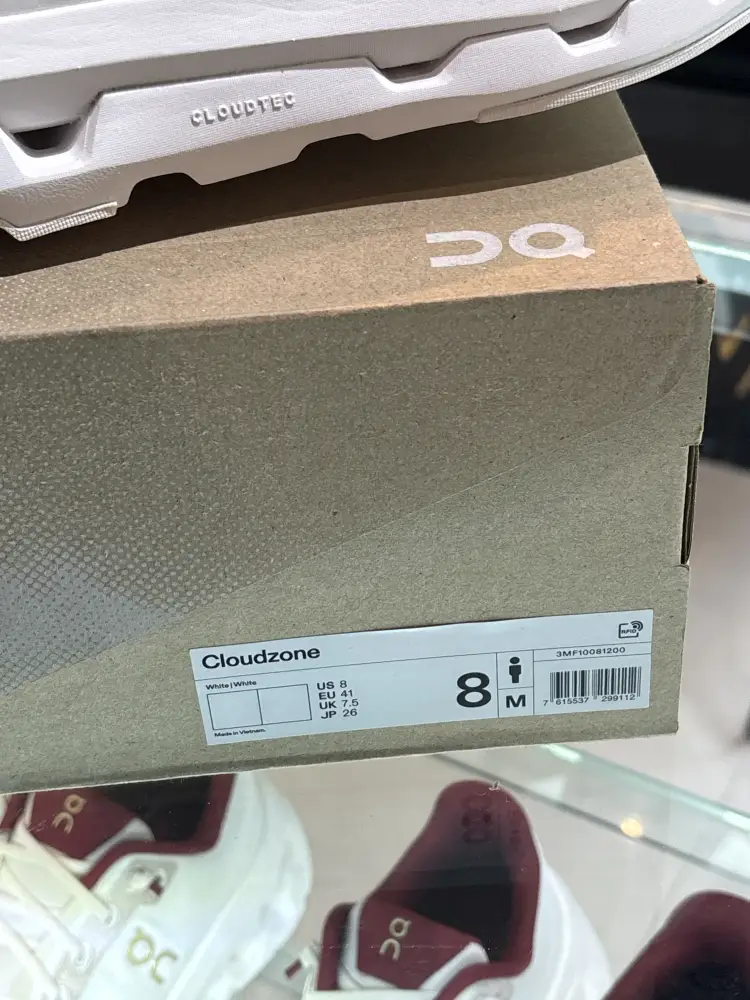 CLOUDTEC
On
Cloudzone
RFID
White | White
US 8
EU 41
UK 7.5
JP 26
Made in Vietnam.
8
M
3MF10081200
7 615537 299112